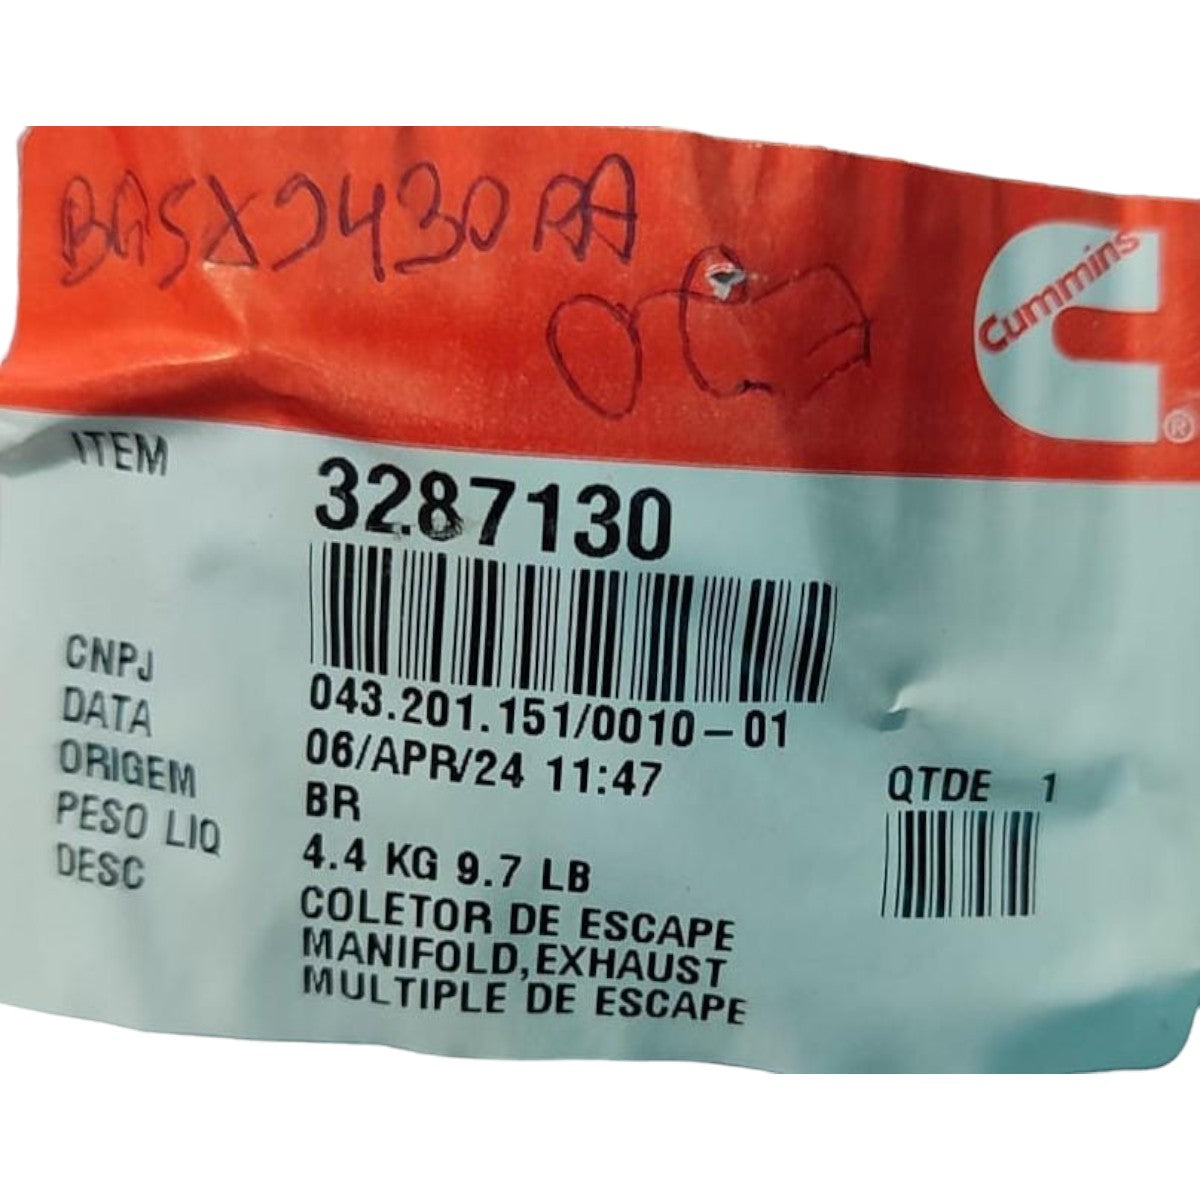 BG5X9430AA
Cummins
®
ITEM 3287130
CNPJ 043.201.151/0010-01
DATA 06/APR/24 11:47
ORIGEM BR
QTDE 1
PESO LIQ 4.4 KG 9.7 LB
DESC COLETOR DE ESCAPE
MANIFOLD,EXHAUST
MULTIPLE DE ESCAPE